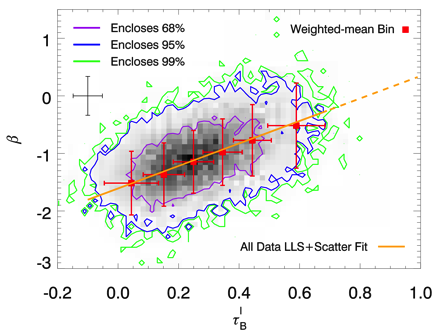 Encloses 68%
Encloses 95%
Encloses 99%
Weighted-mean Bin
1
0
-1
-2
-3
β
All Data LLS+Scatter Fit
-0.2 0.0 0.2 0.4 0.6 0.8 1.0
τ_B^l